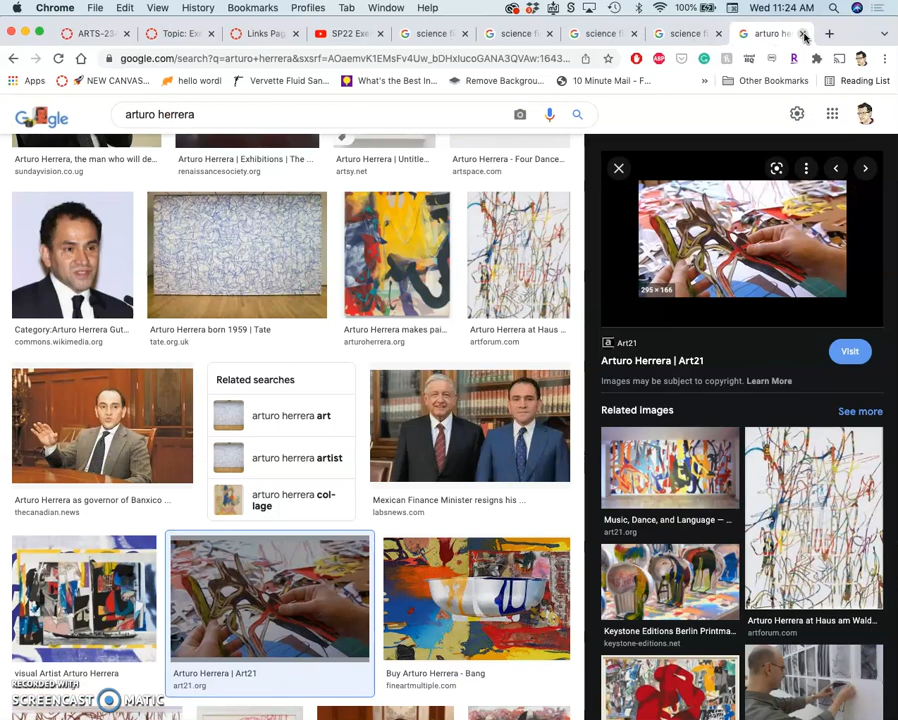 Chrome File Edit View History Bookmarks Profiles Tab Window Help 100% Wed 11:24 AM
ARTS-23 Topic: Exe Links Pag SP22 Exe science fi science fi science fi science fi arturo he
google.com/search?q=arturo+herrera&sxsrf=AOaemvK1EMsFv4Uw_bDHxIucoGANA3QVAw:1643...
Apps NEW CANVAS... hello wordl Vervette Fluid San... What's the Best In... Remove Backgrou... 10 Minute Mail - F... » Other Bookmarks Reading List
Google arturo herrera
Arturo Herrera, the man who will de... Arturo Herrera | Exhibitions | The ... Arturo Herrera | Untitle... Arturo Herrera - Four Dance...
sundayvision.co.ug renaissancesociety.org artsy.net artspace.com
295 × 166
Category:Arturo Herrera Gut... Arturo Herrera born 1959 | Tate Arturo Herrera makes pai... Arturo Herrera at Haus ...
commons.wikimedia.org tate.org.uk arturoherrera.org artforum.com
Art21
Arturo Herrera | Art21
Visit
Images may be subject to copyright. Learn More
Related searches
arturo herrera art
arturo herrera artist
arturo herrera col-
lage
Related images See more
Arturo Herrera as governor of Banxico ... Mexican Finance Minister resigns his ...
thecanadian.news labsnews.com
Music, Dance, and Language — ...
art21.org
Arturo Herrera at Haus am Wald...
artforum.com
Keystone Editions Berlin Printma...
keystone-editions.net
visual Artist Arturo Herrera Arturo Herrera | Art21 Buy Arturo Herrera - Bang
art21.org fineartmultiple.com
RECORDED WITH
SCREENCAST MATIC